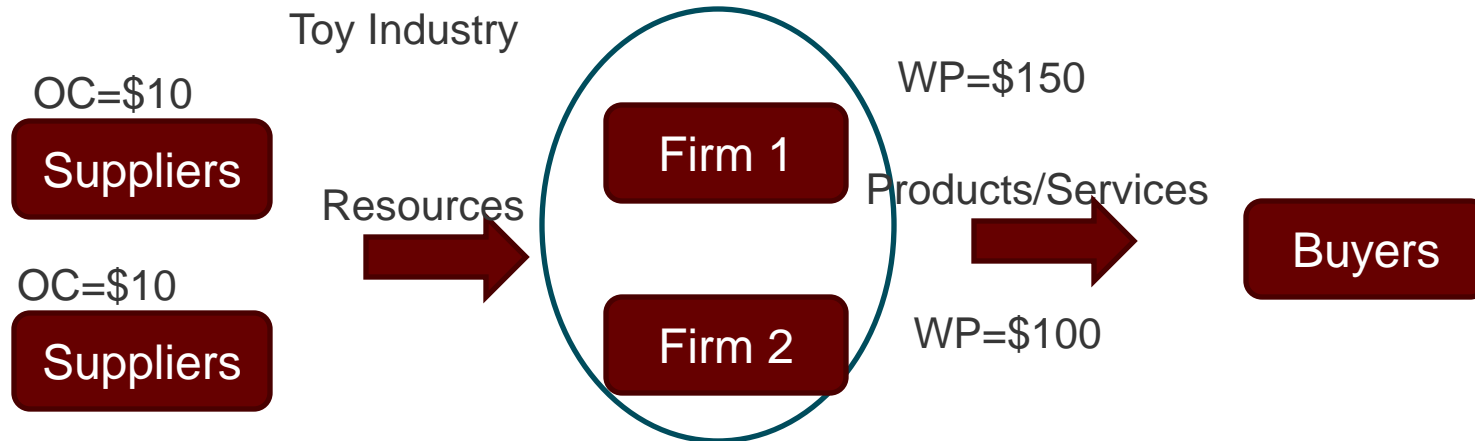 Toy Industry
OC=$10
Suppliers
OC=$10
Suppliers
Resources
Firm 1
Firm 2
WP=$150
Products/Services
WP=$100
Buyers